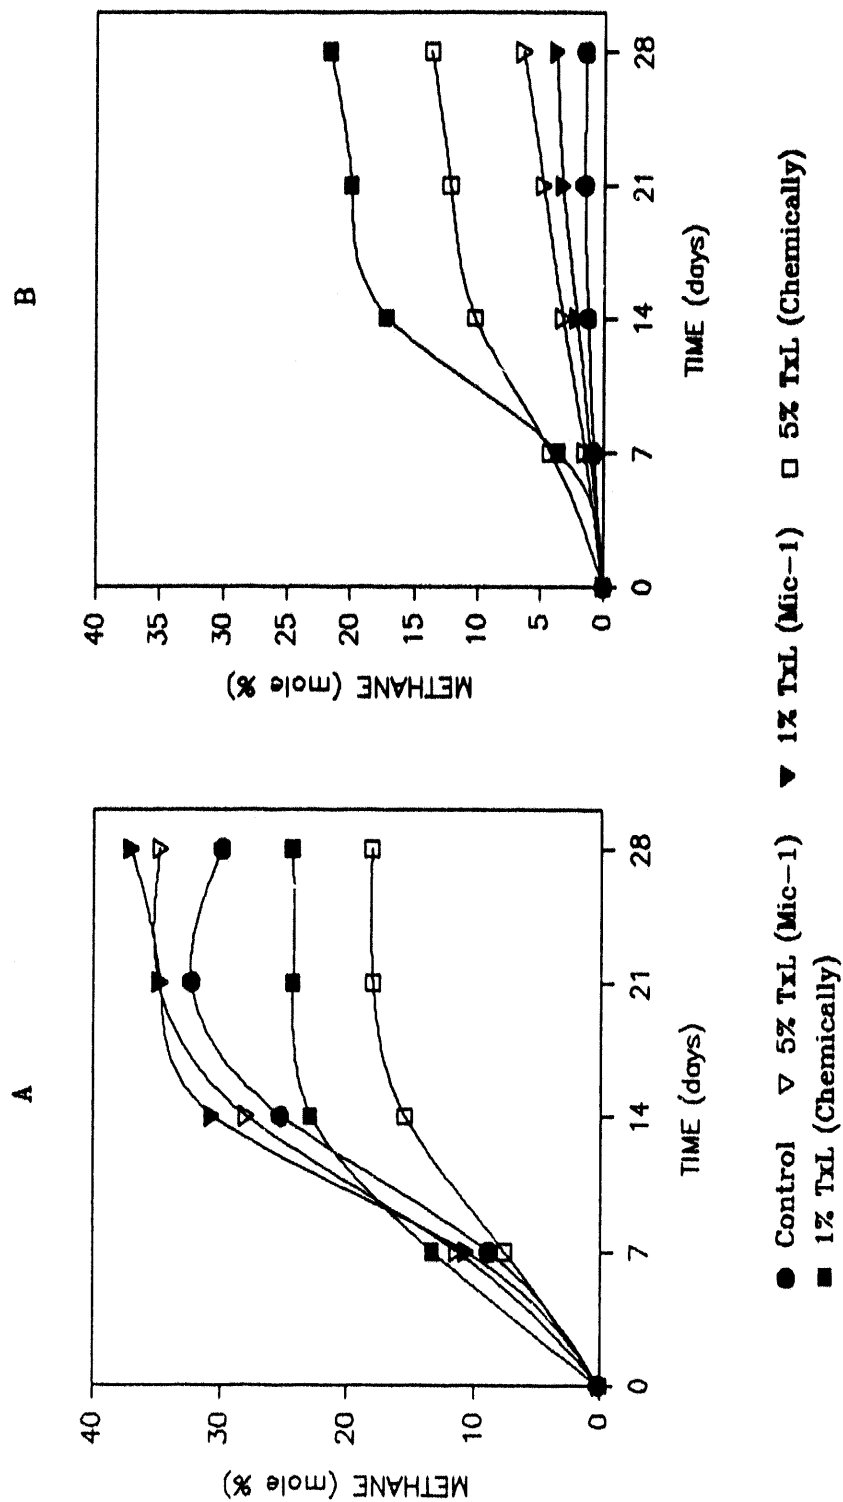 A
METHANE (mole %)
40
30
20
10
0
0 7 14 21 28
TIME (days)
B
METHANE (mole %)
40
35
30
25
20
15
10
5
0
0 7 14 21 28
TIME (days)
● Control ▽ 5% TxL (Mic-1) ▼ 1% TxL (Mic-1) □ 5% TxL (Chemically)
■ 1% TxL (Chemically)